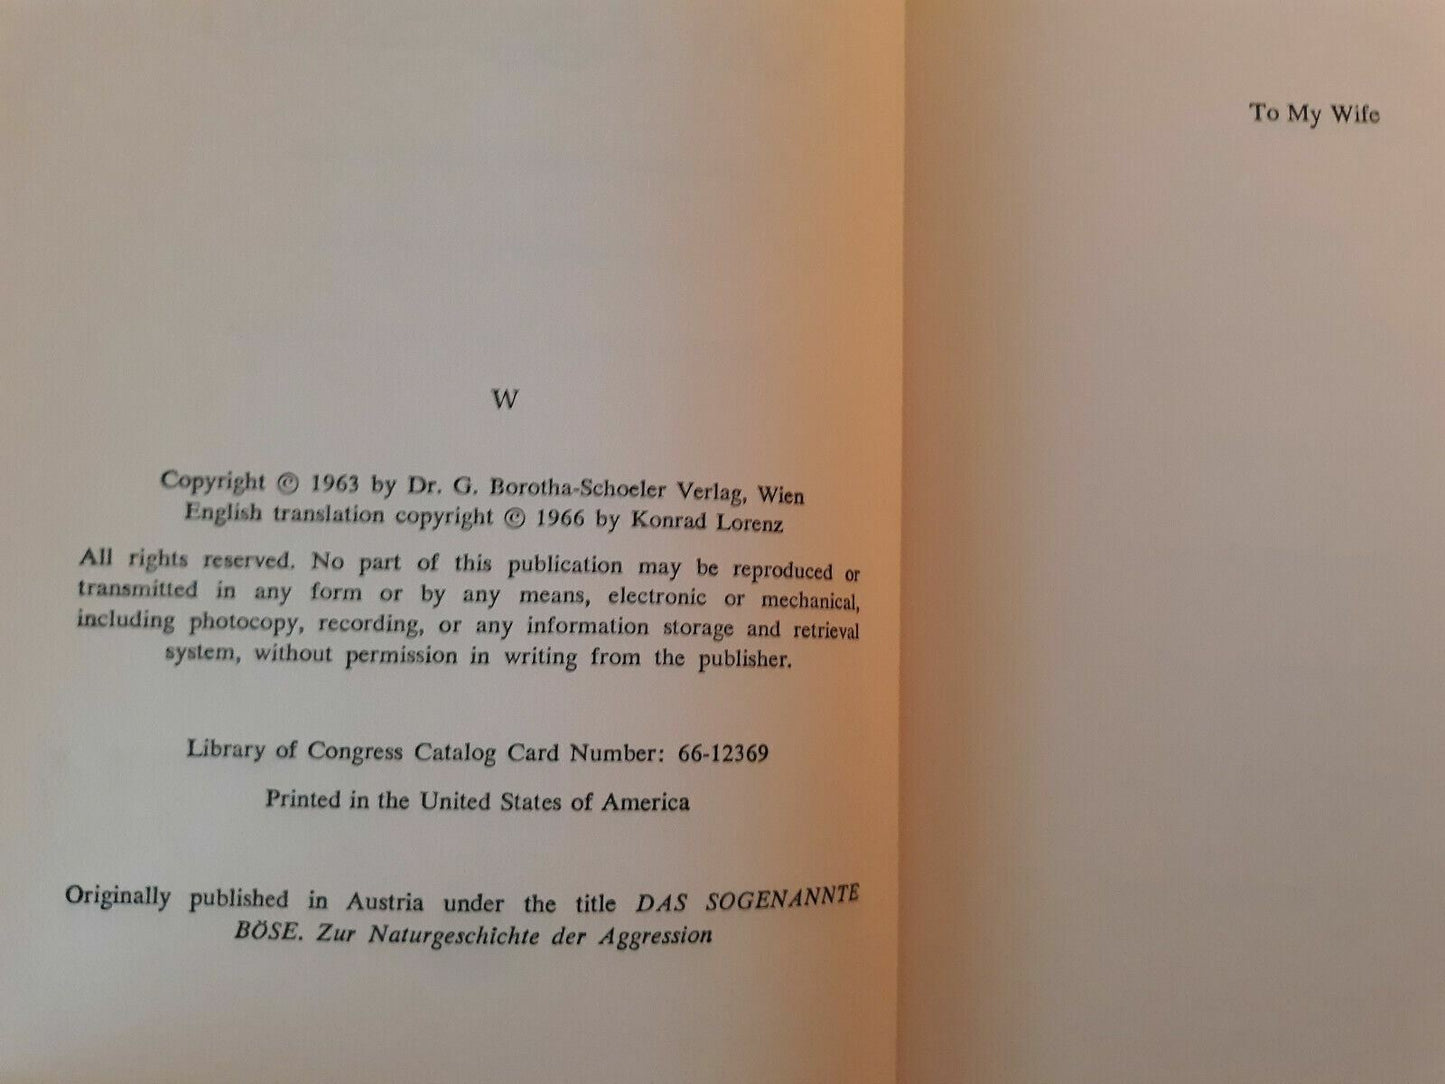 W
Copyright © 1963 by Dr. G. Borotha-Schoeler Verlag, Wien
English translation copyright © 1966 by Konrad Lorenz
All rights reserved. No part of this publication may be reproduced or
transmitted in any form or by any means, electronic or mechanical,
including photocopy, recording, or any information storage and retrieval
system, without permission in writing from the publisher.
Library of Congress Catalog Card Number: 66-12369
Printed in the United States of America
Originally published in Austria under the title DAS SOGENANNTE
BÖSE. Zur Naturgeschichte der Aggression
To My Wife